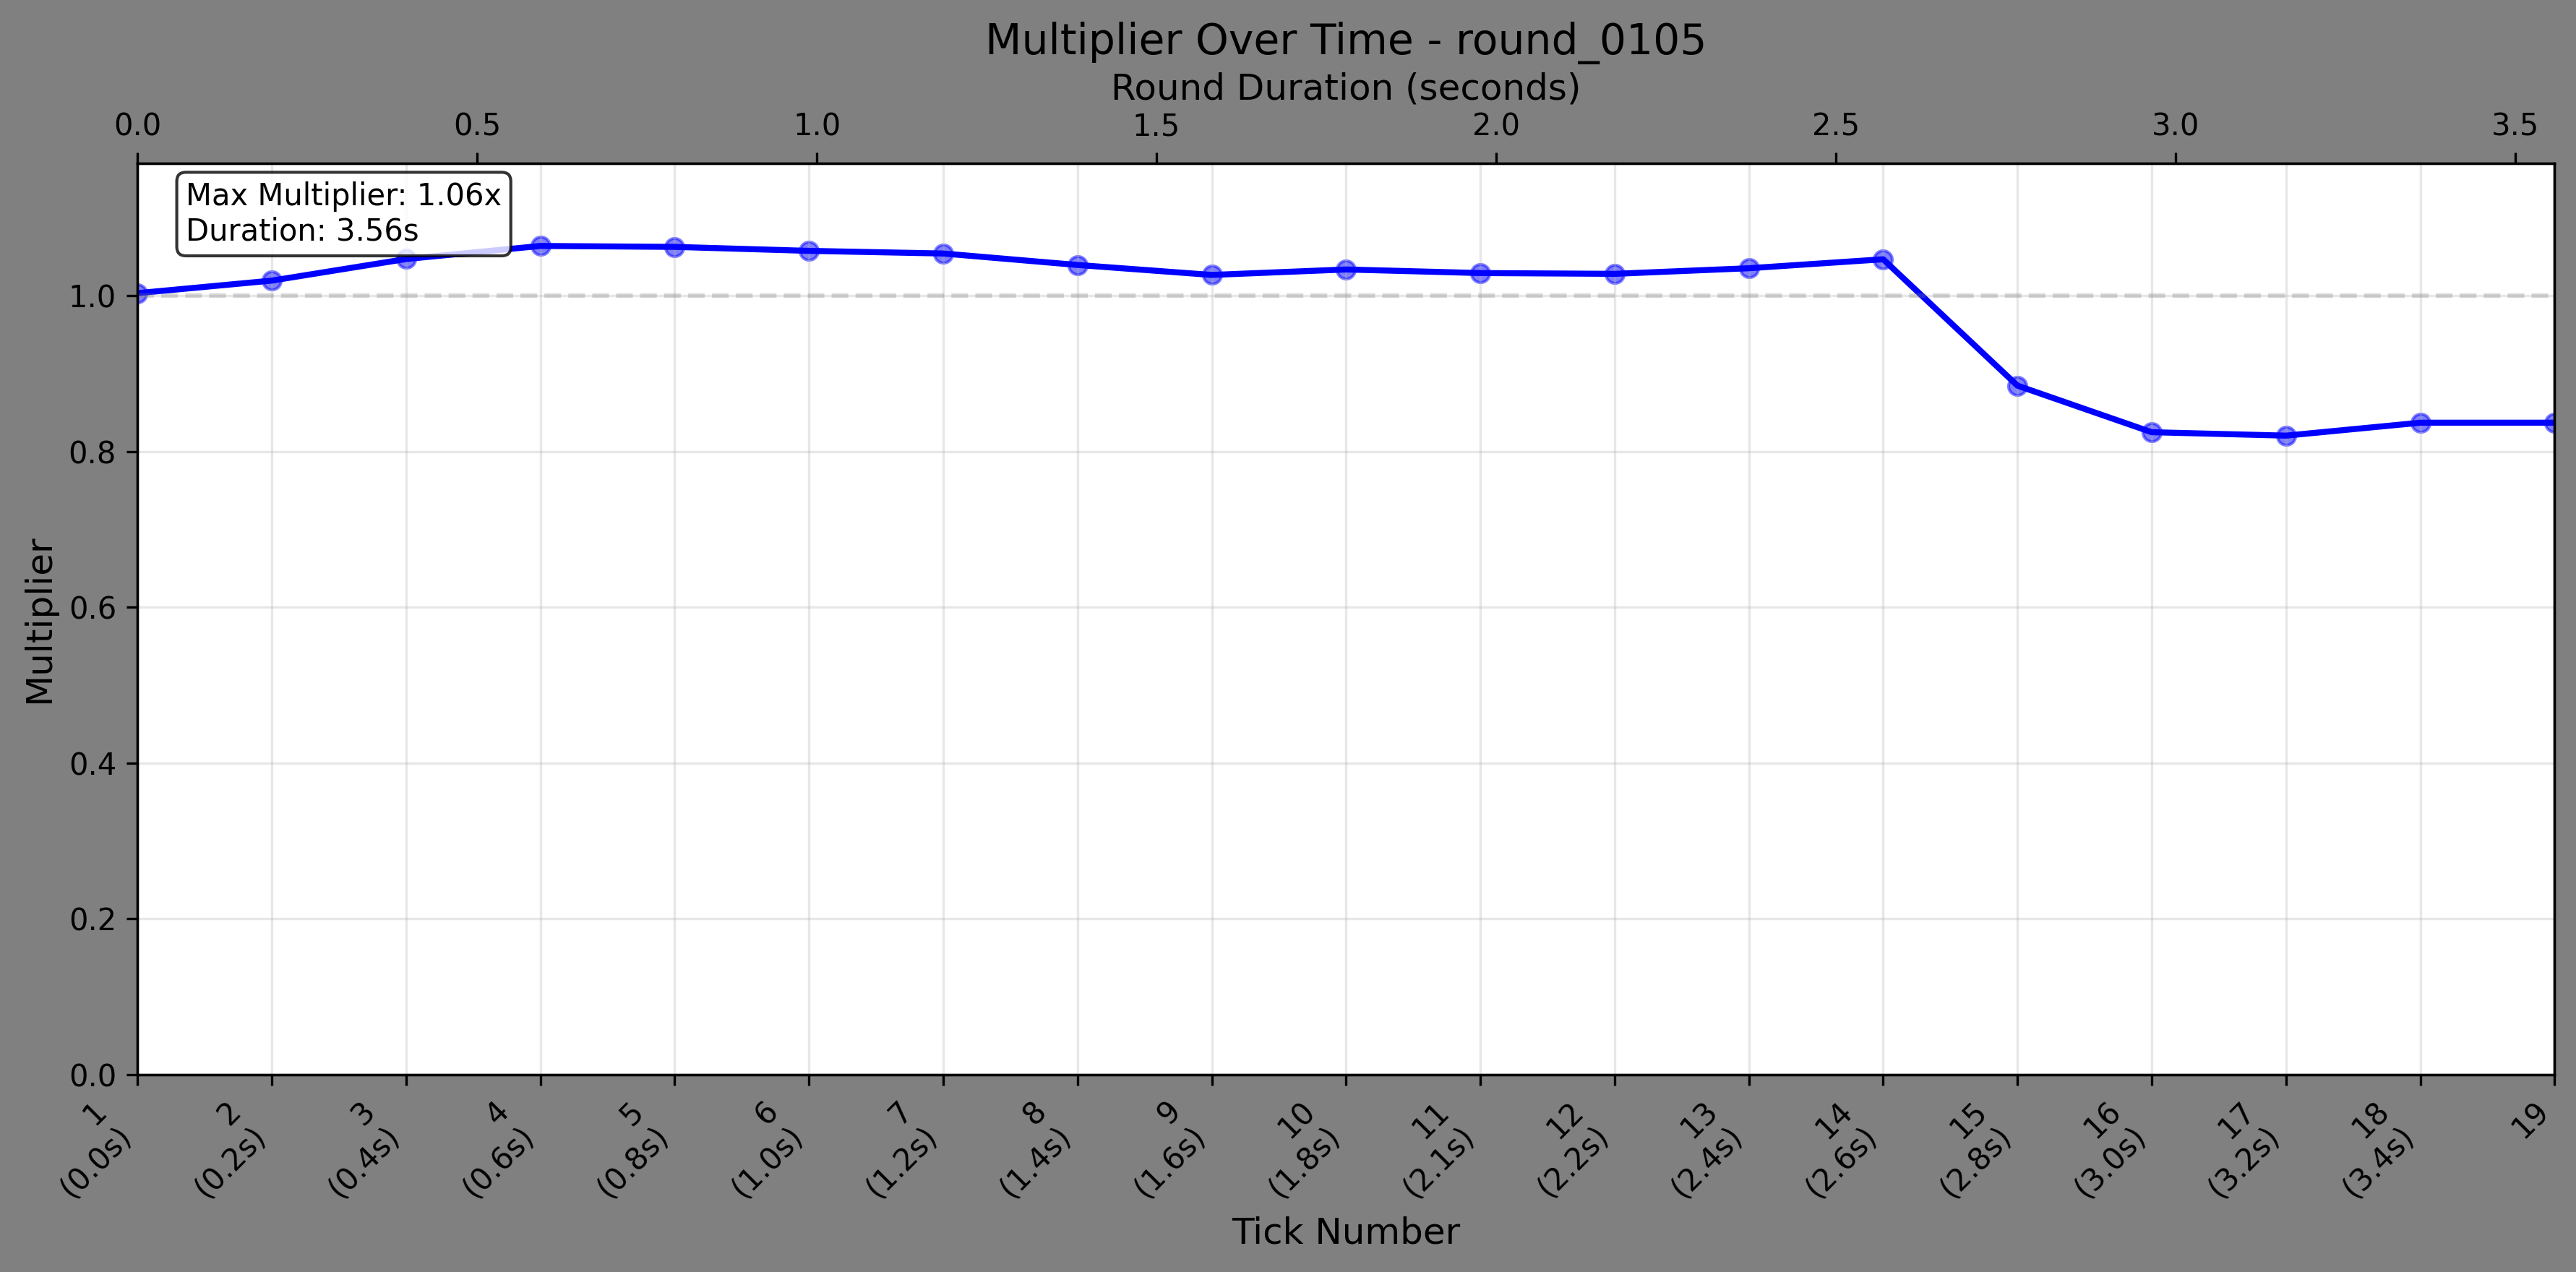 Multiplier Over Time - round_0105
Round Duration (seconds)
0.0 0.5 1.0 1.5 2.0 2.5 3.0 3.5
Max Multiplier: 1.06x
Duration: 3.56s
Multiplier
1.0
0.8
0.6
0.4
0.2
0.0
1
(0.0s)
2
(0.2s)
3
(0.4s)
4
(0.6s)
5
(0.8s)
6
(1.0s)
7
(1.2s)
8
(1.4s)
9
(1.6s)
10
(1.8s)
11
(2.1s)
12
(2.2s)
13
(2.4s)
14
(2.6s)
15
(2.8s)
16
(3.0s)
17
(3.2s)
18
(3.4s)
19
Tick Number